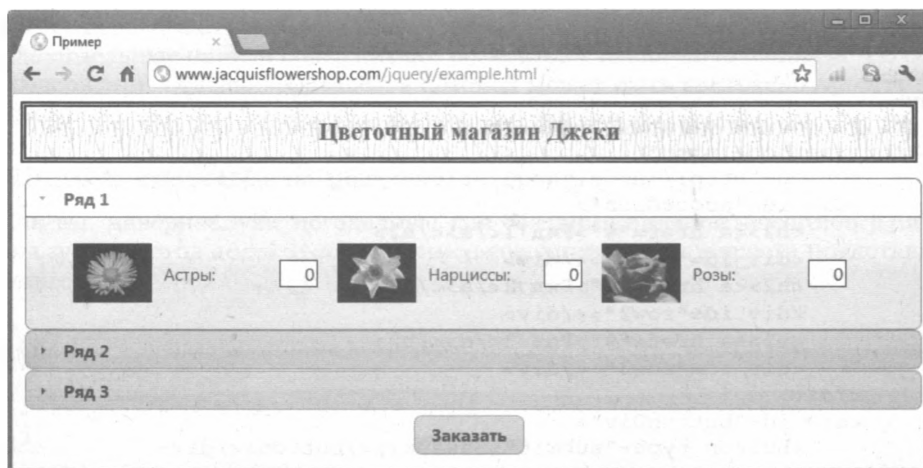 Пример
www.jacquisflowershop.com/jquery/example.html
Цветочный магазин Джеки
Ряд 1
Астры: 0 Нарциссы: 0 Розы: 0
Ряд 2
Ряд 3
Заказать